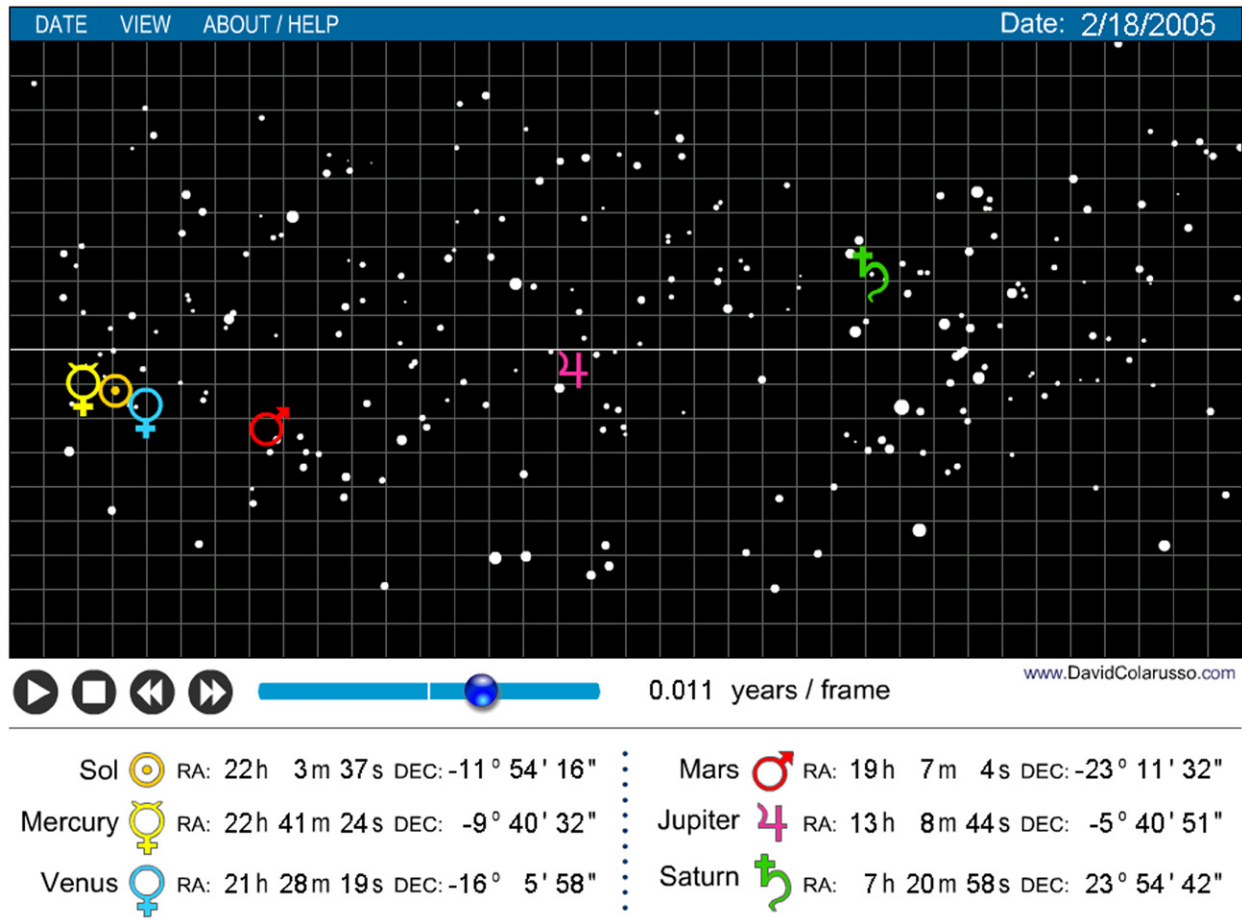 DATE VIEW ABOUT / HELP Date: 2/18/2005
www.DavidColarusso.com
0.011 years / frame
Sol RA: 22h 3m 37s DEC: -11° 54' 16"
Mercury RA: 22h 41m 24s DEC: -9° 40' 32"
Venus RA: 21h 28m 19s DEC: -16° 5' 58"
Mars RA: 19h 7m 4s DEC: -23° 11' 32"
Jupiter RA: 13h 8m 44s DEC: -5° 40' 51"
Saturn RA: 7h 20m 58s DEC: 23° 54' 42"